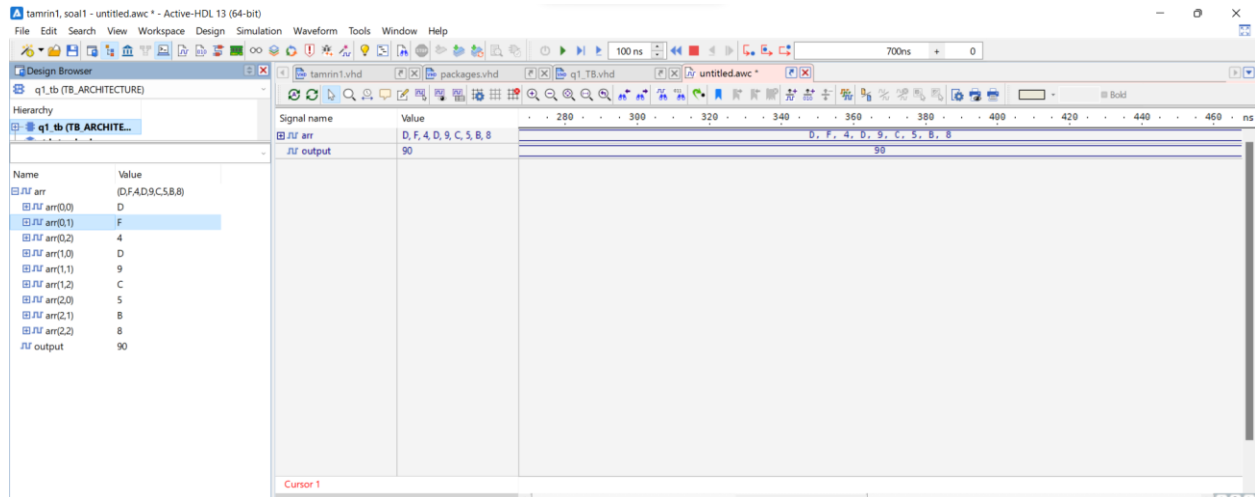 tamrin1, soal1 - untitled.awc * - Active-HDL 13 (64-bit)
File Edit Search View Workspace Design Simulation Waveform Tools Window Help
100 ns 700ns + 0
Design Browser
tamrin1.vhd packages.vhd q1_TB.vhd untitled.awc *
q1_tb (TB_ARCHITECTURE)
Bold
Hierarchy
q1_tb (TB_ARCHITE...
Signal name Value 280 300 320 340 360 380 400 420 440 460 ns
arr D, F, 4, D, 9, C, 5, B, 8 D, F, 4, D, 9, C, 5, B, 8
output 90 90
Name Value
arr (D,F,4,D,9,C,5,B,8)
arr(0,0) D
arr(0,1) F
arr(0,2) 4
arr(1,0) D
arr(1,1) 9
arr(1,2) C
arr(2,0) 5
arr(2,1) B
arr(2,2) 8
output 90
Cursor 1